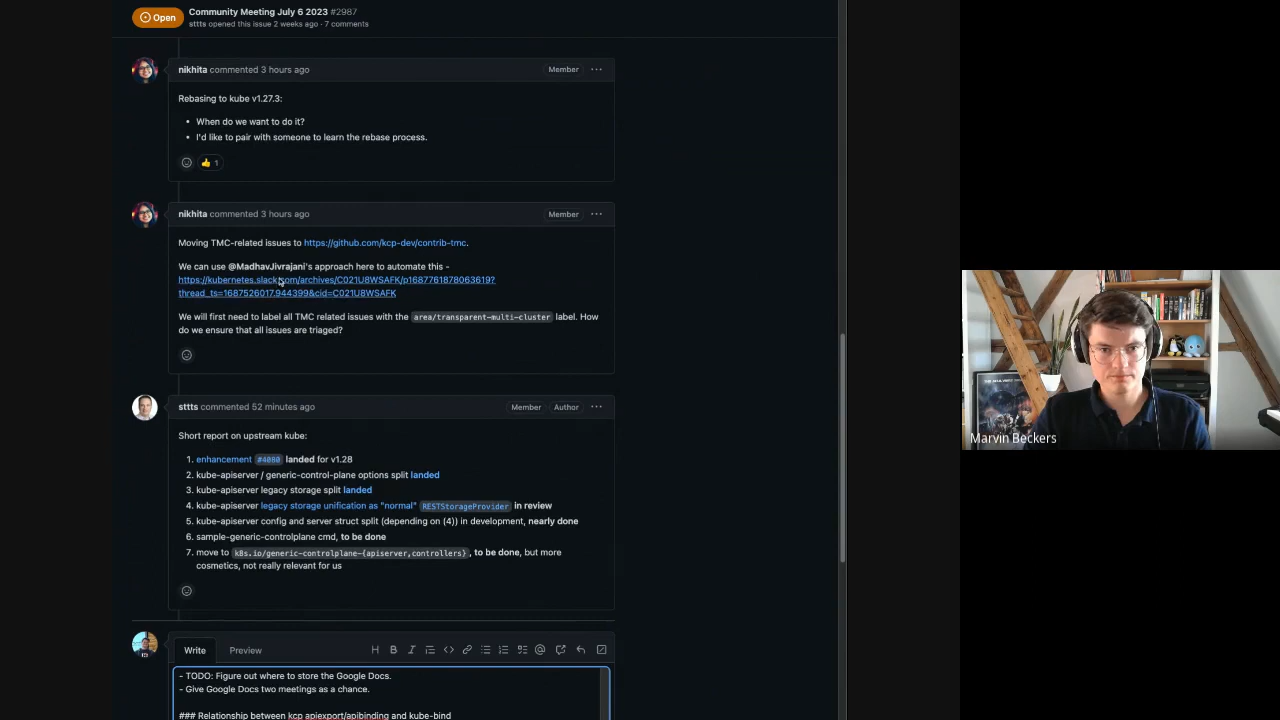 Open
Community Meeting July 6 2023 #2987
sttts opened this issue 2 weeks ago · 7 comments
nikhita commented 3 hours ago
Member
Rebasing to kube v1.27.3:
• When do we want to do it?
• I'd like to pair with someone to learn the rebase process.
👍 1
nikhita commented 3 hours ago
Member
Moving TMC-related issues to https://github.com/kcp-dev/contrib-tmc.
We can use @MadhavJivrajani's approach here to automate this -
https://kubernetes.slack.com/archives/C021U8WSAFK/p1687761878063619?
thread_ts=1687526017.944399&cid=C021U8WSAFK
We will first need to label all TMC related issues with the area/transparent-multi-cluster label. How
do we ensure that all issues are triaged?
sttts commented 52 minutes ago
Member
Author
Short report on upstream kube:
1. enhancement #4080 landed for v1.28
2. kube-apiserver / generic-control-plane options split landed
3. kube-apiserver legacy storage split landed
4. kube-apiserver legacy storage unification as "normal" RESTStorageProvider in review
5. kube-apiserver config and server struct split (depending on (4)) in development, nearly done
6. sample-generic-controlplane cmd, to be done
7. move to k8s.io/generic-controlplane-{apiserver,controllers}, to be done, but more
cosmetics, not really relevant for us
Write
Preview
- TODO: Figure out where to store the Google Docs.
- Give Google Docs two meetings as a chance.
### Relationship between kcp apiexport/apibinding and kube-bind
Marvin Beckers